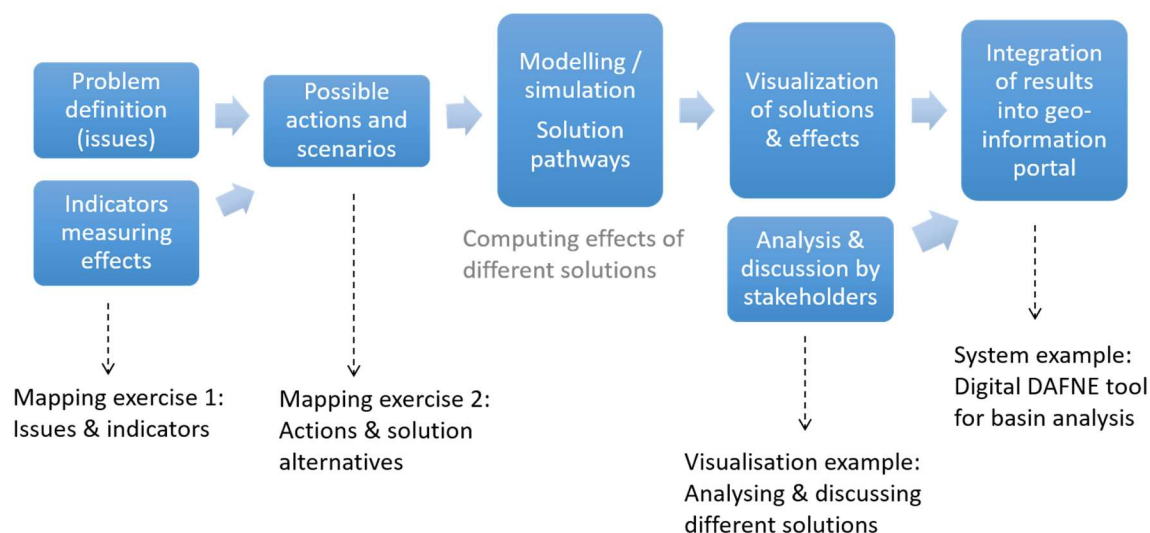 Problem
definition
(issues)
Indicators
measuring
effects
Possible
actions and
scenarios
Modelling /
simulation
Solution
pathways
Computing effects of
different solutions
Visualization
of solutions
& effects
Analysis &
discussion by
stakeholders
Integration
of results
into geo-
information
portal
Mapping exercise 1:
Issues & indicators
Mapping exercise 2:
Actions & solution
alternatives
Visualisation example:
Analysing & discussing
different solutions
System example:
Digital DAFNE tool
for basin analysis